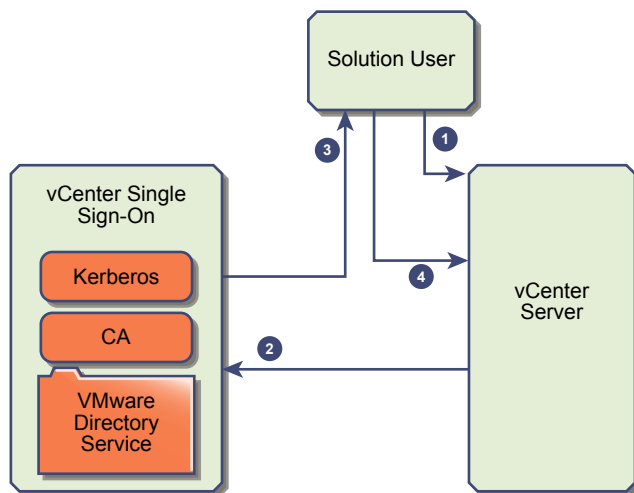 Solution User
1
3
vCenter Single
Sign-On
Kerberos
4
vCenter
Server
CA
2
VMware
Directory
Service